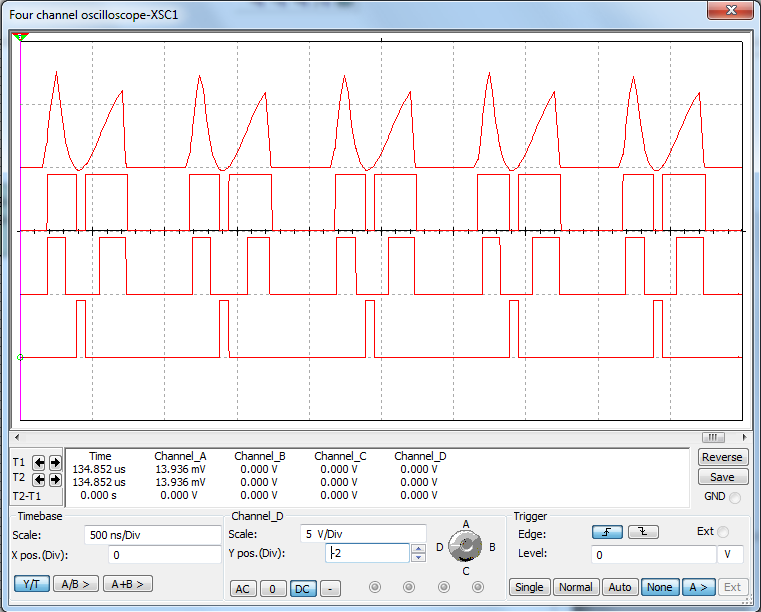 Four channel oscilloscope-XSC1
Time Channel_A Channel_B Channel_C Channel_D
T1 134.852 us 13.936 mV 0.000 V 0.000 V 0.000 V
T2 134.852 us 13.936 mV 0.000 V 0.000 V 0.000 V
T2-T1 0.000 s 0.000 V 0.000 V 0.000 V 0.000 V
Reverse
Save
GND
Timebase
Scale: 500 ns/Div
X pos.(Div): 0
Y/T A/B > A+B >
Channel_D
Scale: 5 V/Div
Y pos.(Div): -2
AC 0 DC -
A
D B
C
Trigger
Edge: Ext
Level: 0 V
Single Normal Auto None A > Ext